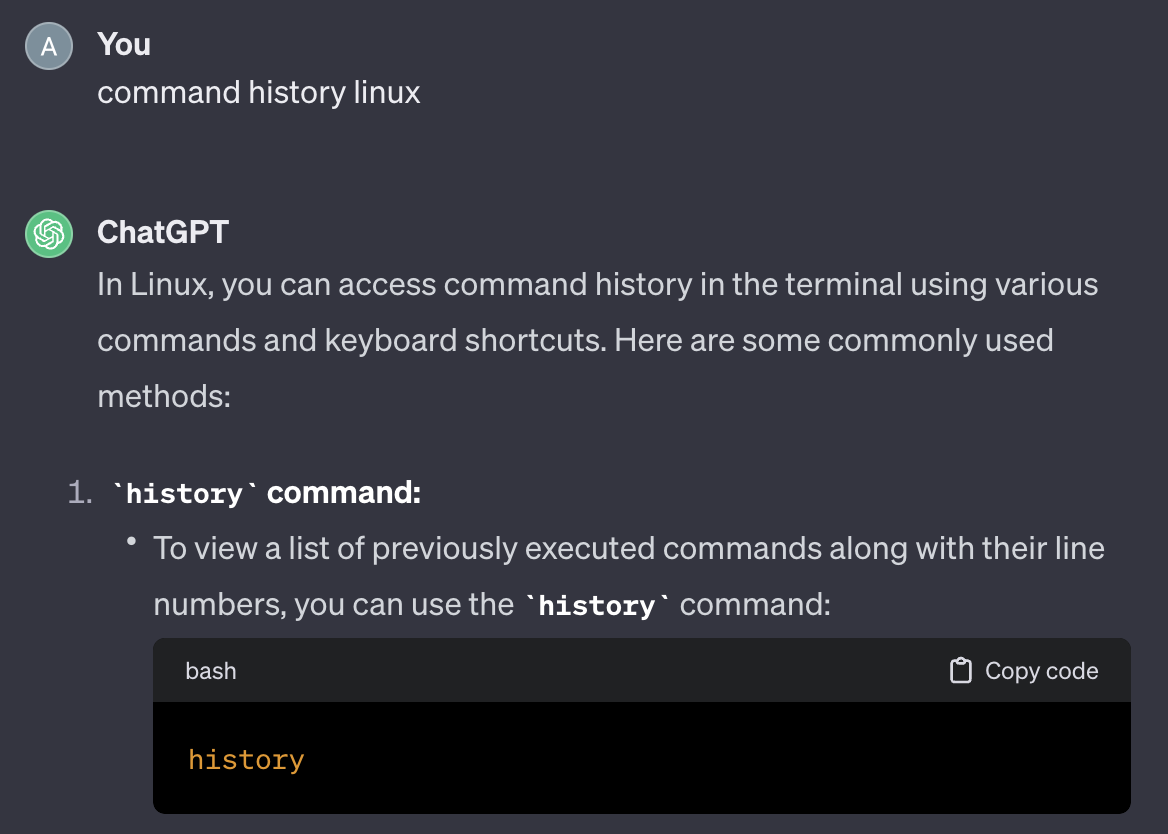 A
You
command history linux
ChatGPT
In Linux, you can access command history in the terminal using various
commands and keyboard shortcuts. Here are some commonly used
methods:
1. `history` command:
• To view a list of previously executed commands along with their line
numbers, you can use the `history` command:
bash
Copy code
history